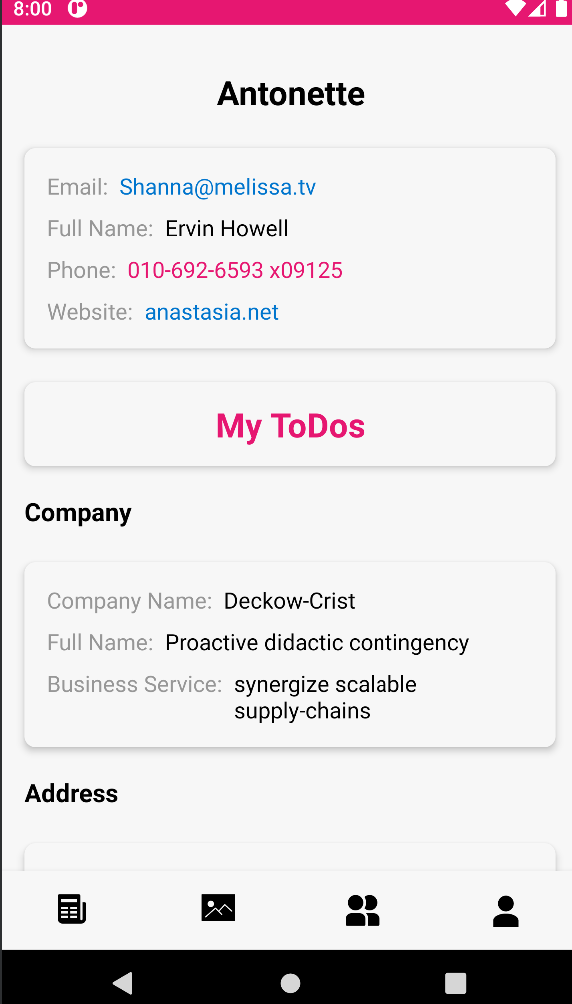 8:00
Antonette
Email: Shanna@melissa.tv
Full Name: Ervin Howell
Phone: 010-692-6593 x09125
Website: anastasia.net
My ToDos
Company
Company Name: Deckow-Crist
Full Name: Proactive didactic contingency
Business Service: synergize scalable
supply-chains
Address